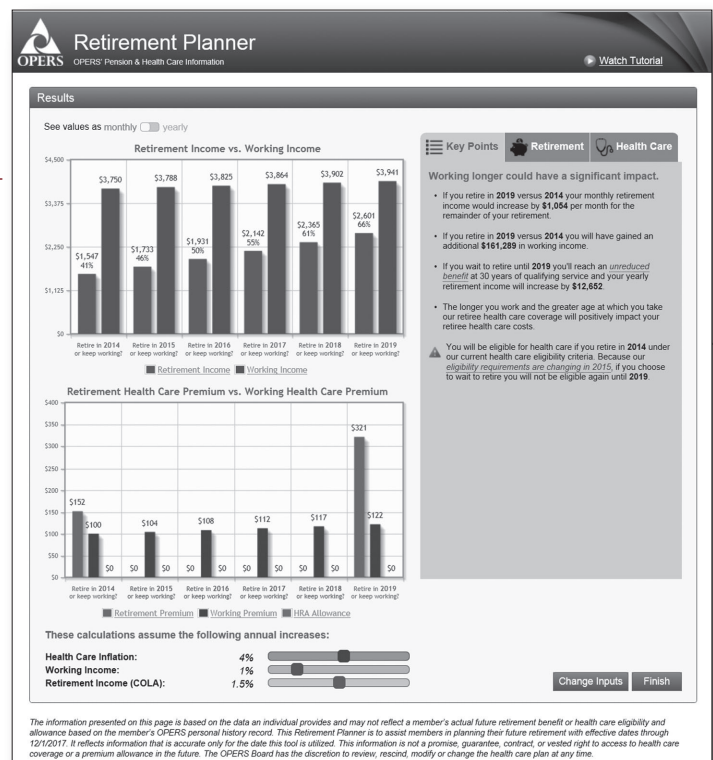 OPERS
Retirement Planner
OPERS' Pension & Health Care Information
Watch Tutorial
Results
See values as monthly yearly
Retirement Income vs. Working Income
$4,500
$3,375
$2,250
$1,125
$0
$1,547
41%
$3,750
$1,733
46%
$3,788
$1,931
50%
$3,825
$2,142
55%
$3,864
$2,365
61%
$3,902
$2,601
66%
$3,941
Retire in 2014 Retire in 2015 Retire in 2016 Retire in 2017 Retire in 2018 Retire in 2019
or keep working? or keep working? or keep working? or keep working? or keep working? or keep working?
Retirement Income Working Income
Retirement Health Care Premium vs. Working Health Care Premium
$400
$350
$300
$250
$200
$150
$100
$50
$0
$152
$100
$0
$0
$104
$0
$0
$108
$0
$0
$112
$0
$0
$117
$0
$321
$122
$0
Retire in 2014 Retire in 2015 Retire in 2016 Retire in 2017 Retire in 2018 Retire in 2019
or keep working? or keep working? or keep working? or keep working? or keep working? or keep working?
Retirement Premium Working Premium HRA Allowance
These calculations assume the following annual increases:
Health Care Inflation: 4%
Working Income: 1%
Retirement Income (COLA): 1.5%
Key Points Retirement Health Care
Working longer could have a significant impact.
• If you retire in 2019 versus 2014 your monthly retirement
income would increase by $1,054 per month for the
remainder of your retirement.
• If you retire in 2019 versus 2014 you will have gained an
additional $161,289 in working income.
• If you wait to retire until 2019 you'll reach an unreduced
benefit at 30 years of qualifying service and your yearly
retirement income will increase by $12,652.
• The longer you work and the greater age at which you take
our retiree health care coverage will positively impact your
retiree health care costs.
You will be eligible for health care if you retire in 2014 under
our current health care eligibility criteria. Because our
eligibility requirements are changing in 2015, if you choose
to wait to retire you will not be eligible again until 2019.
Change Inputs Finish
The information presented on this page is based on the data an individual provides and may not reflect a member's actual future retirement benefit or health care eligibility and
allowance based on the member's OPERS personal history record. This Retirement Planner is to assist members in planning their future retirement with effective dates through
12/1/2017. It reflects information that is accurate only for the date this tool is utilized. This information is not a promise, guarantee, contract, or vested right to access to health care
coverage or a premium allowance in the future. The OPERS Board has the discretion to review, rescind, modify or change the health care plan at any time.